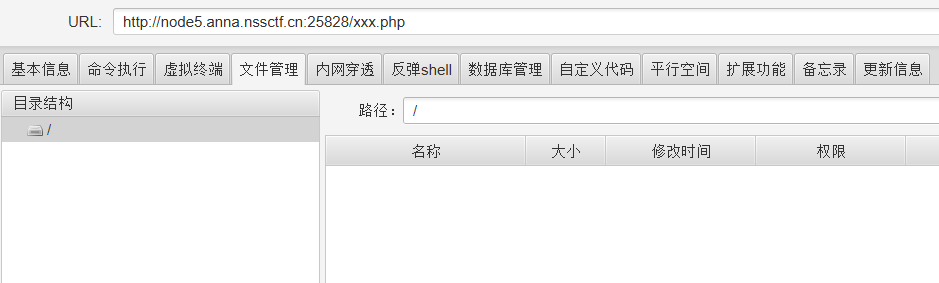 URL: http://node5.anna.nssctf.cn:25828/xxx.php
基本信息 命令执行 虚拟终端 文件管理 内网穿透 反弹shell 数据库管理 自定义代码 平行空间 扩展功能 备忘录 更新信息
目录结构
/
路径： /
名称 大小 修改时间 权限